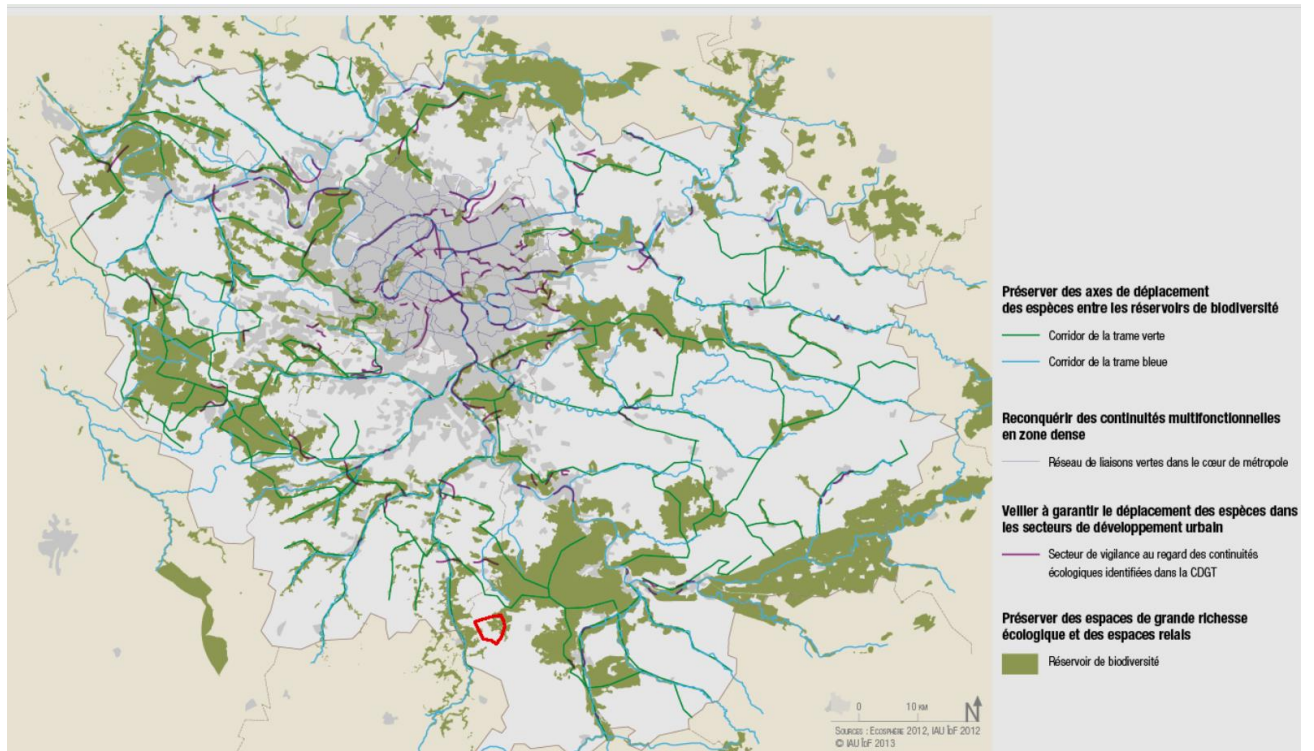 Préserver des axes de déplacement
des espèces entre les réservoirs de biodiversité
Corridor de la trame verte
Corridor de la trame bleue
Reconquérir des continuités multifonctionnelles
en zone dense
Réseau de liaisons vertes dans le cœur de métropole
Veiller à garantir le déplacement des espèces dans
les secteurs de développement urbain
Secteur de vigilance au regard des continuités
écologiques identifiées dans la CDGT
Préserver des espaces de grande richesse
écologique et des espaces relais
Réservoir de biodiversité
0 10 KM N
SOURCES : ECOSPHÈRE 2012, IAU îdF 2012
© IAU îdF 2013